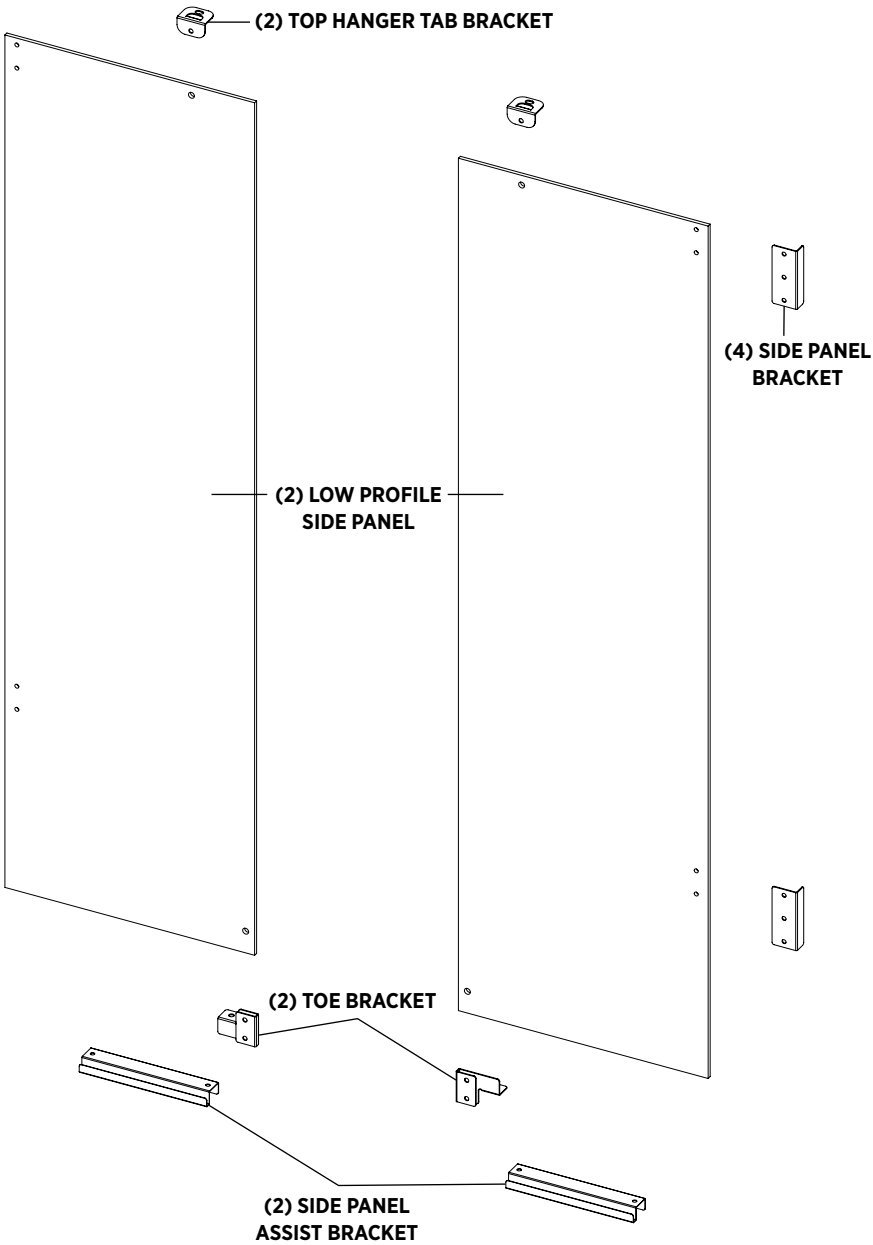 (2) TOP HANGER TAB BRACKET
(4) SIDE PANEL
BRACKET
(2) LOW PROFILE
SIDE PANEL
(2) TOE BRACKET
(2) SIDE PANEL
ASSIST BRACKET